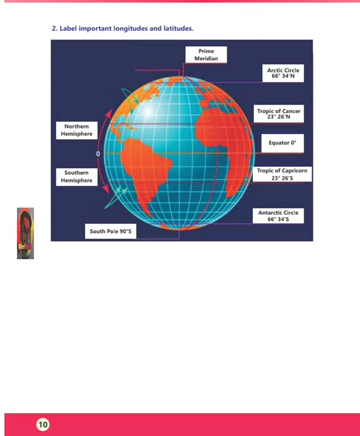 2. Label important longitudes and latitudes.
Prime
Meridian
Arctic Circle
66° 34'N
Tropic of Cancer
23° 26'N
Northern
Hemisphere
Equator 0°
0
Southern
Hemisphere
Tropic of Capricorn
23° 26'S
Antarctic Circle
66° 34'S
South Pole 90°S
10